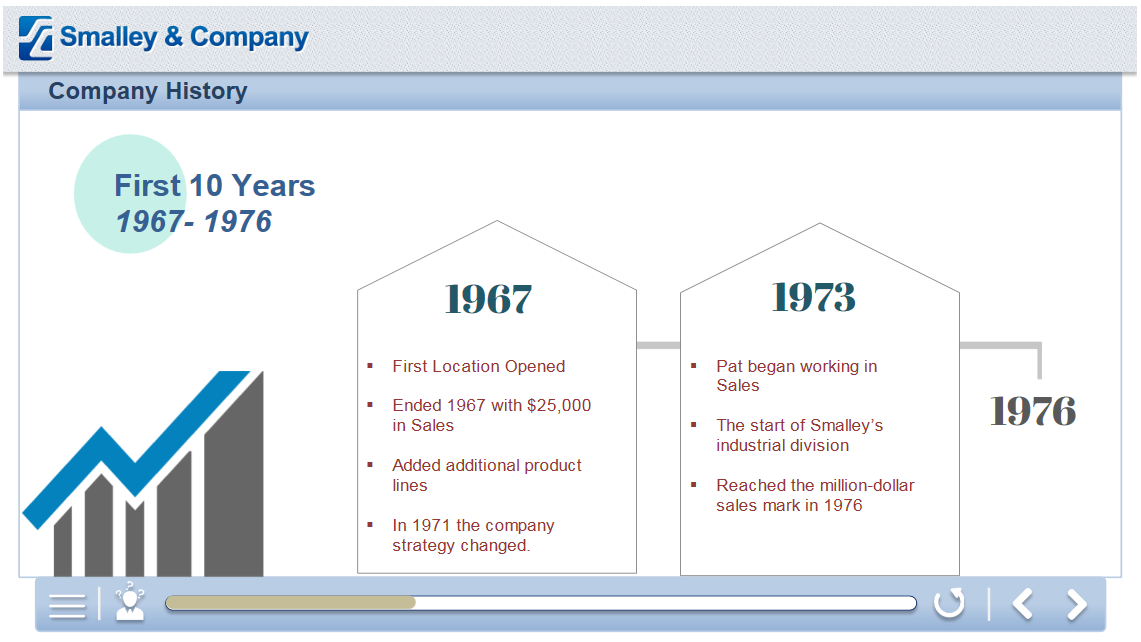 Smalley & Company
Company History
First 10 Years
1967- 1976
1967
▪ First Location Opened
▪ Ended 1967 with $25,000
in Sales
▪ Added additional product
lines
▪ In 1971 the company
strategy changed.
1973
▪ Pat began working in
Sales
▪ The start of Smalley’s
industrial division
▪ Reached the million-dollar
sales mark in 1976
1976
? ? ?